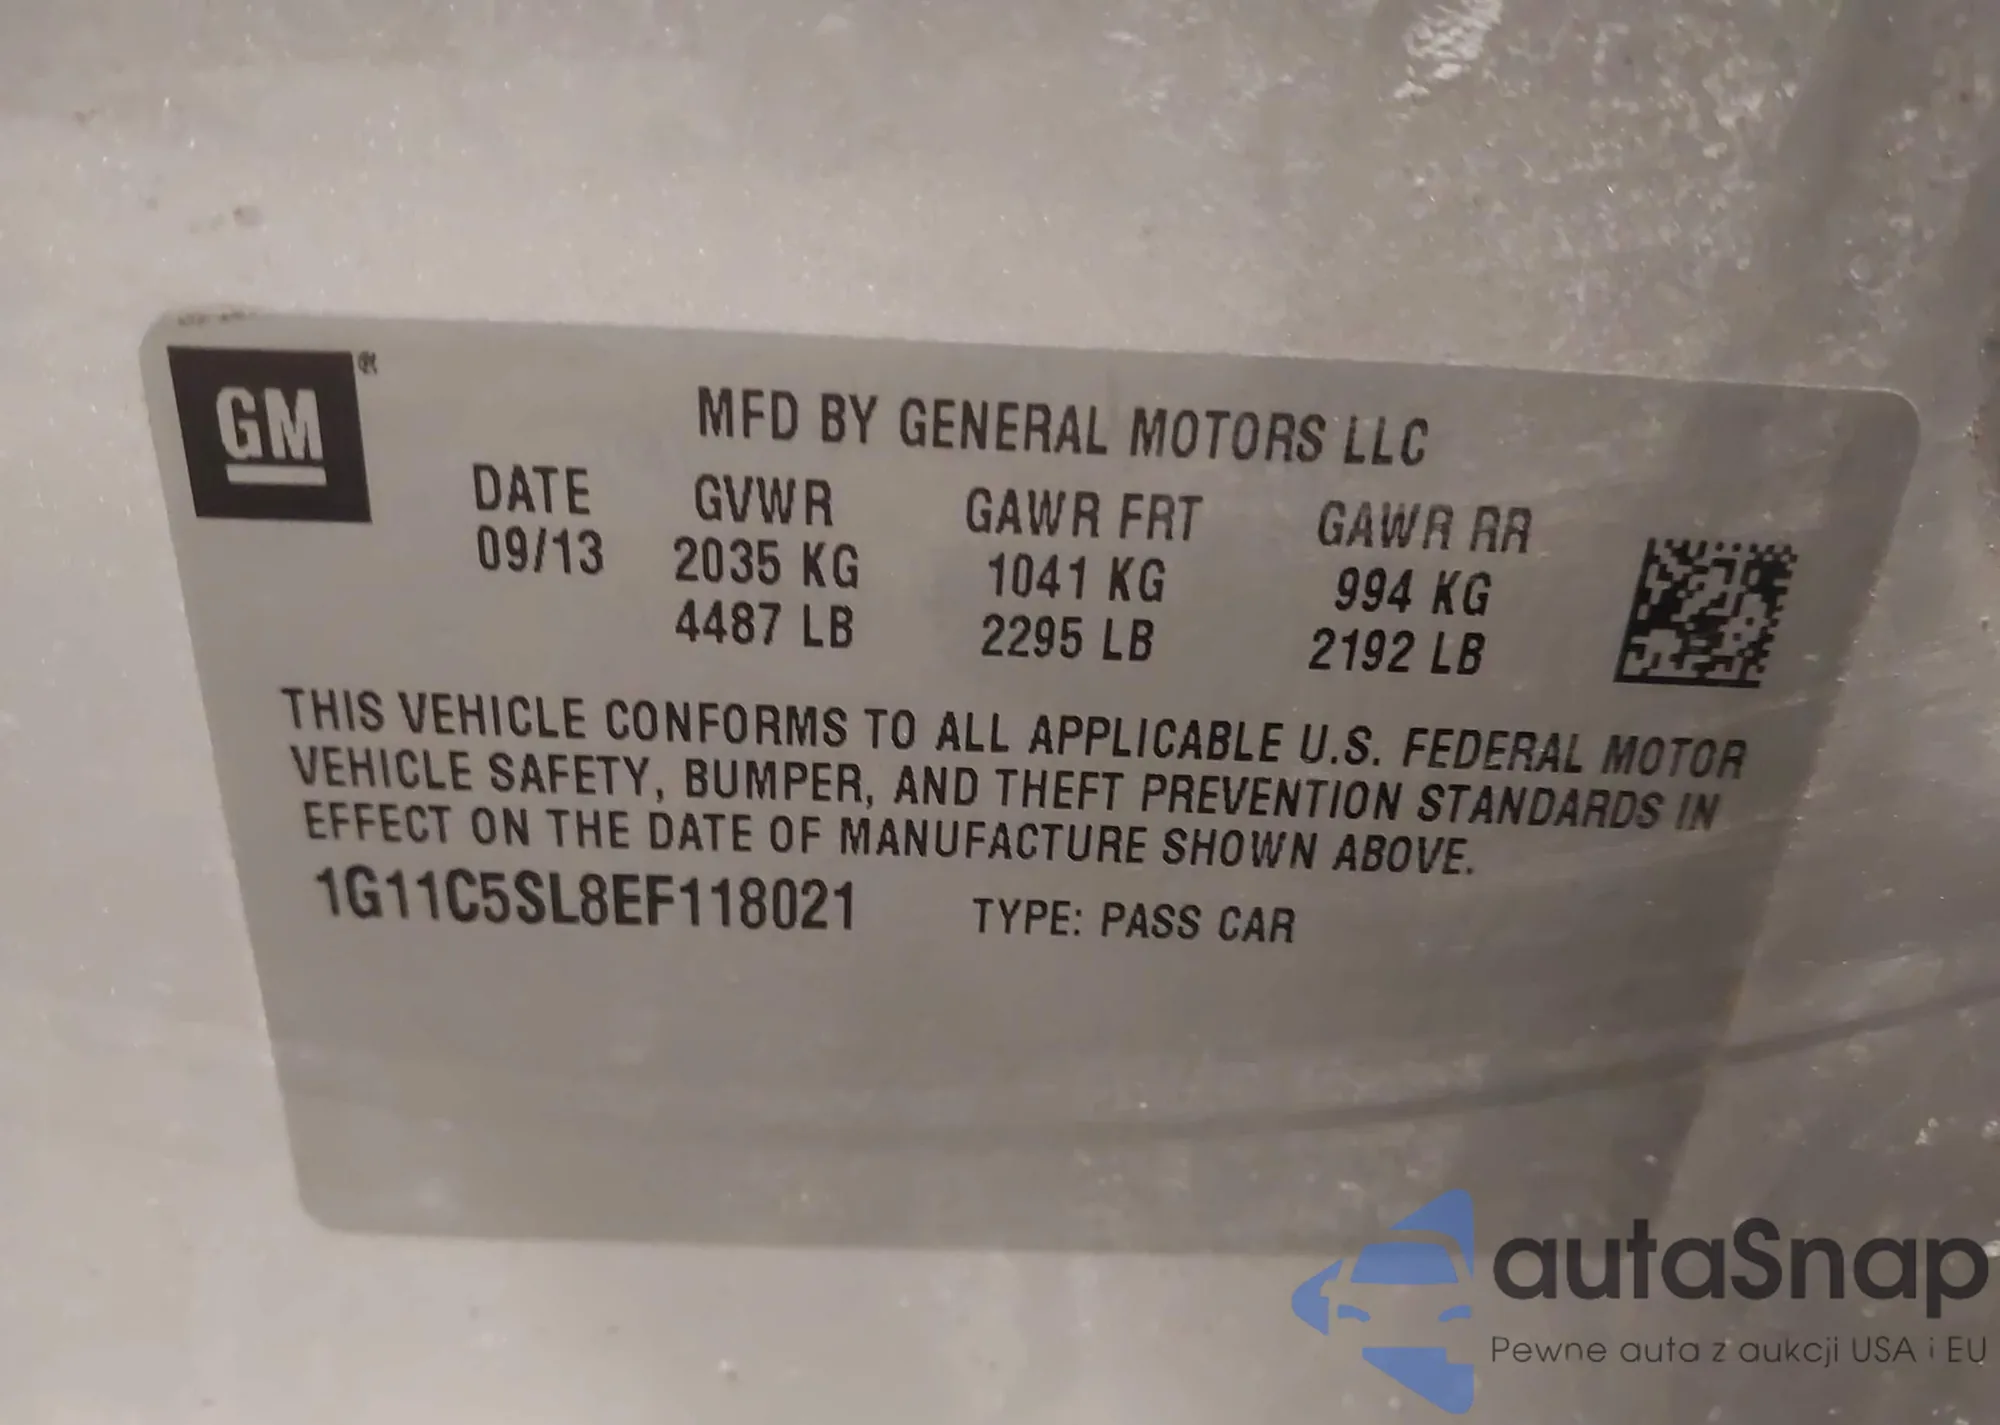 GM®
MFD BY GENERAL MOTORS LLC
DATE GVWR GAWR FRT GAWR RR
09/13 2035 KG 1041 KG 994 KG
4487 LB 2295 LB 2192 LB
THIS VEHICLE CONFORMS TO ALL APPLICABLE U.S. FEDERAL MOTOR
VEHICLE SAFETY, BUMPER, AND THEFT PREVENTION STANDARDS IN
EFFECT ON THE DATE OF MANUFACTURE SHOWN ABOVE.
1G11C5SL8EF118021 TYPE: PASS CAR
autaSnap
Pewne auta z aukcji USA i EU